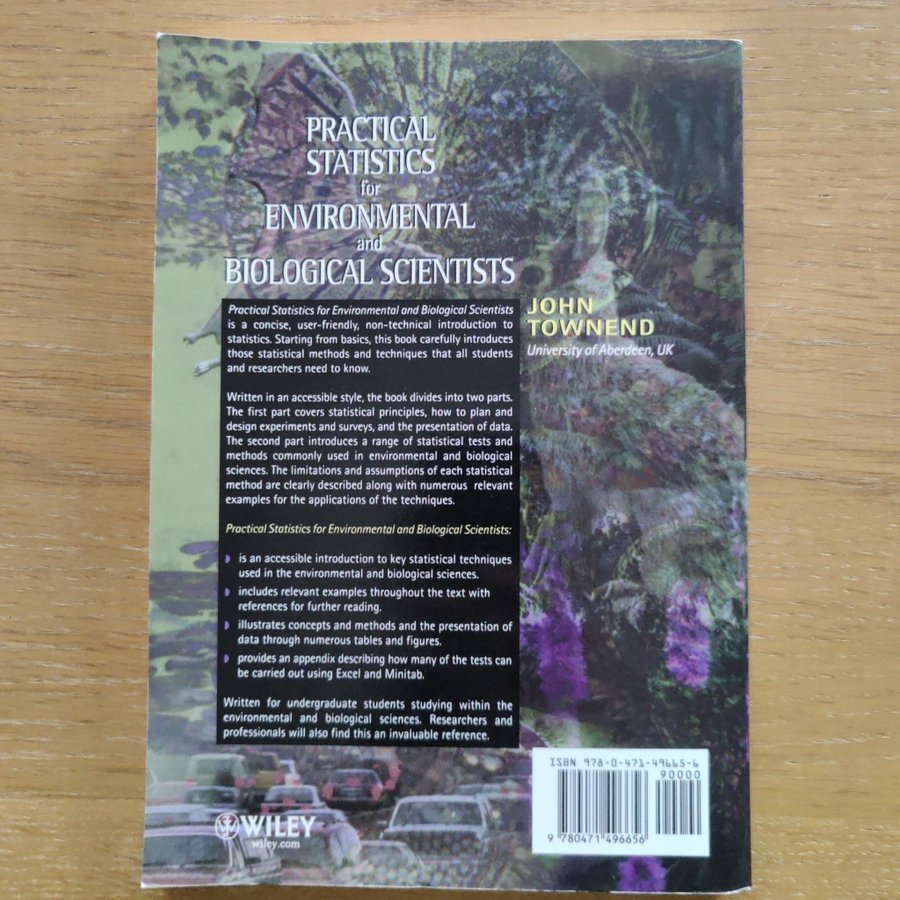 PRACTICAL
STATISTICS
for
ENVIRONMENTAL
and
BIOLOGICAL SCIENTISTS
JOHN
TOWNEND
University of Aberdeen, UK
Practical Statistics for Environmental and Biological Scientists
is a concise, user-friendly, non-technical introduction to
statistics. Starting from basics, this book carefully introduces
those statistical methods and techniques that all students
and researchers need to know.
Written in an accessible style, the book divides into two parts.
The first part covers statistical principles, how to plan and
design experiments and surveys, and the presentation of data.
The second part introduces a range of statistical tests and
methods commonly used in environmental and biological
sciences. The limitations and assumptions of each statistical
method are clearly described along with numerous relevant
examples for the applications of the techniques.
Practical Statistics for Environmental and Biological Scientists:
is an accessible introduction to key statistical techniques
used in the environmental and biological sciences.
includes relevant examples throughout the text with
references for further reading.
illustrates concepts and methods and the presentation of
data through numerous tables and figures.
provides an appendix describing how many of the tests can
be carried out using Excel and Minitab.
Written for undergraduate students studying within the
environmental and biological sciences. Researchers and
professionals will also find this an invaluable reference.
WILEY
wiley.com
ISBN 978-0-471-49665-6
90000
9 780471 496656